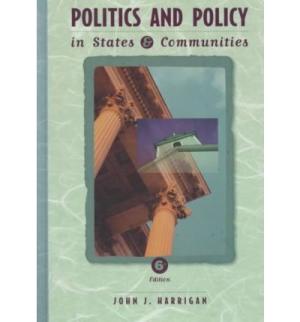 POLITICS AND POLICY
in States & Communities
6
Edition
JOHN J. HARRIGAN